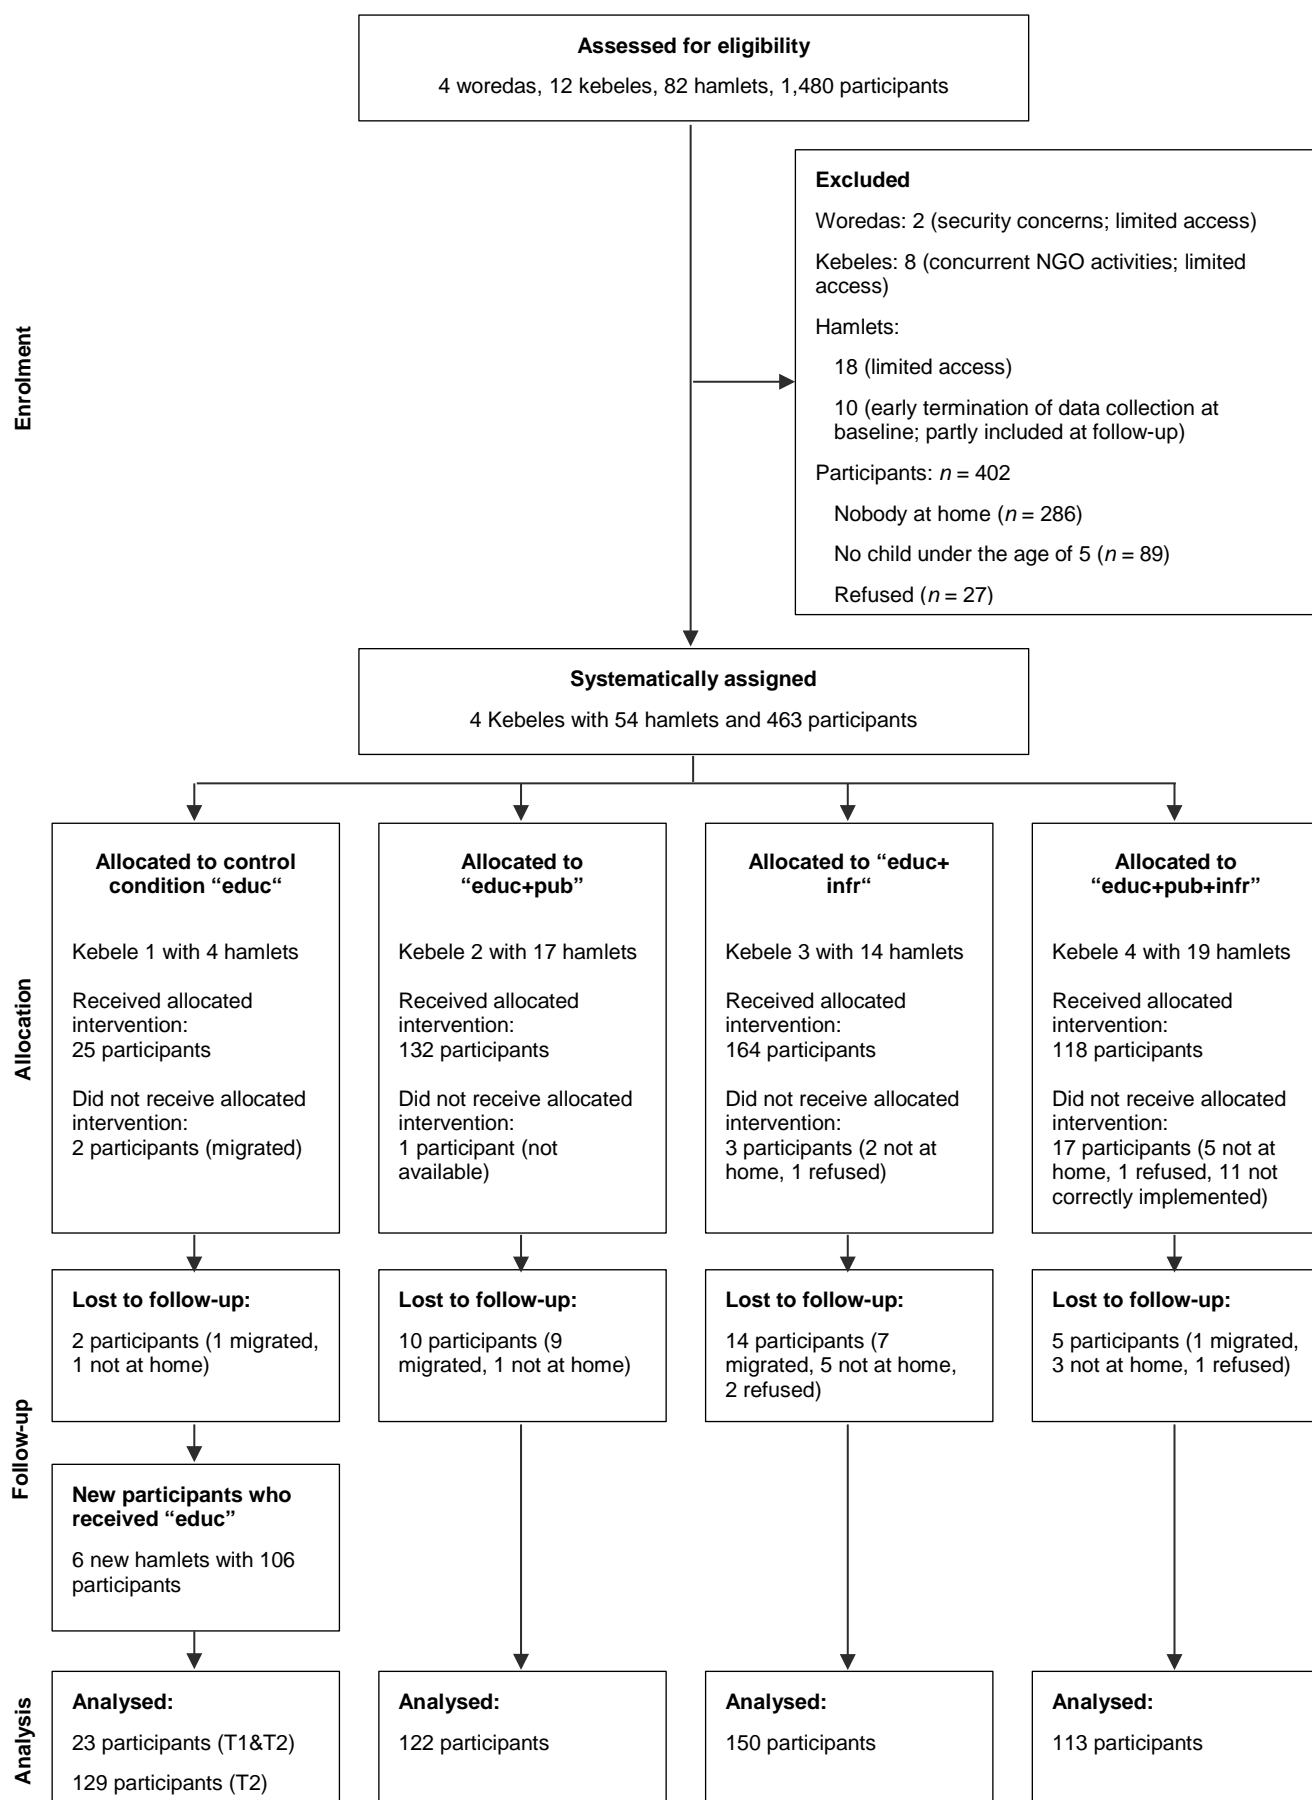 Assessed for eligibility
4 woredas, 12 kebeles, 82 hamlets, 1,480 participants
Excluded
Woredas: 2 (security concerns; limited access)
Kebeles: 8 (concurrent NGO activities; limited
access)
Hamlets:
18 (limited access)
10 (early termination of data collection at
baseline; partly included at follow-up)
Participants: n = 402
Nobody at home (n = 286)
No child under the age of 5 (n = 89)
Refused (n = 27)
Enrolment
Systematically assigned
4 Kebeles with 54 hamlets and 463 participants
Allocation
Allocated to control
condition “educ“
Kebele 1 with 4 hamlets
Received allocated
intervention:
25 participants
Did not receive allocated
intervention:
2 participants (migrated)
Allocated to
“educ+pub”
Kebele 2 with 17 hamlets
Received allocated
intervention:
132 participants
Did not receive allocated
intervention:
1 participant (not
available)
Allocated to “educ+
infr“
Kebele 3 with 14 hamlets
Received allocated
intervention:
164 participants
Did not receive allocated
intervention:
3 participants (2 not at
home, 1 refused)
Allocated to
“educ+pub+infr”
Kebele 4 with 19 hamlets
Received allocated
intervention:
118 participants
Did not receive allocated
intervention:
17 participants (5 not at
home, 1 refused, 11 not
correctly implemented)
Follow-up
Lost to follow-up:
2 participants (1 migrated,
1 not at home)
Lost to follow-up:
10 participants (9
migrated, 1 not at home)
Lost to follow-up:
14 participants (7
migrated, 5 not at home,
2 refused)
Lost to follow-up:
5 participants (1 migrated,
3 not at home, 1 refused)
New participants who
received “educ”
6 new hamlets with 106
participants
Analysis
Analysed:
23 participants (T1&T2)
129 participants (T2)
Analysed:
122 participants
Analysed:
150 participants
Analysed:
113 participants